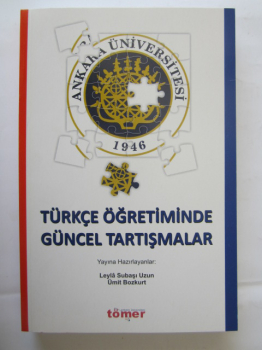 ANKARA ÜNİVERSİTESİ
1946
TÜRKÇE ÖĞRETİMİNDE
GÜNCEL TARTIŞMALAR
Yayına Hazırlayanlar:
Leylâ Subaşı Uzun
Ümit Bozkurt
tömer